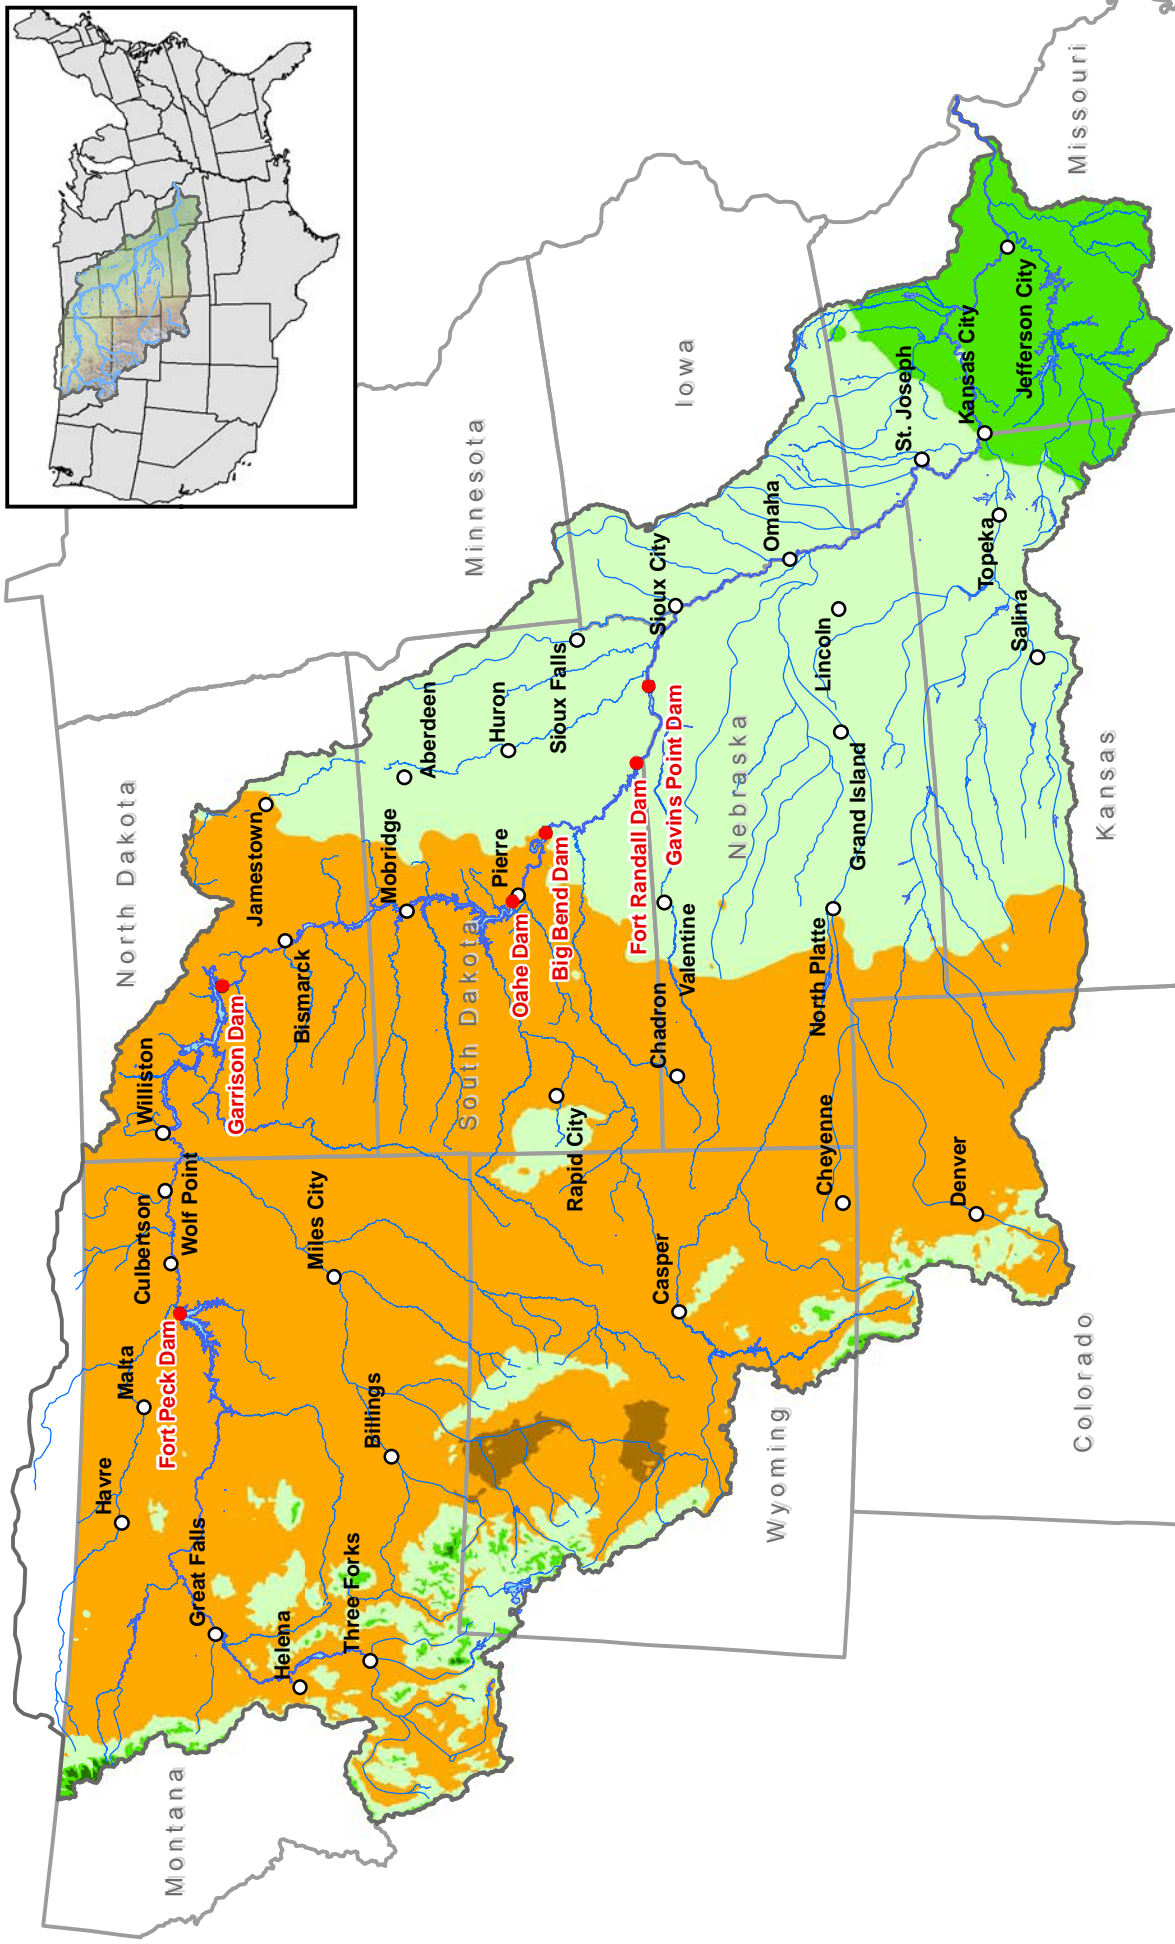 Montana
North Dakota
Minnesota
South Dakota
Iowa
Wyoming
Nebraska
Colorado
Kansas
Missouri
Havre
Malta
Culbertson
Wolf Point
Williston
Fort Peck Dam
Great Falls
Helena
Three Forks
Billings
Miles City
Garrison Dam
Bismarck
Jamestown
Mobridge
Aberdeen
Huron
Pierre
Oahe Dam
Big Bend Dam
Rapid City
Sioux Falls
Fort Randall Dam
Gavins Point Dam
Sioux City
Casper
Chadron
Valentine
Omaha
Lincoln
Grand Island
North Platte
Cheyenne
Denver
St. Joseph
Kansas City
Topeka
Salina
Jefferson City